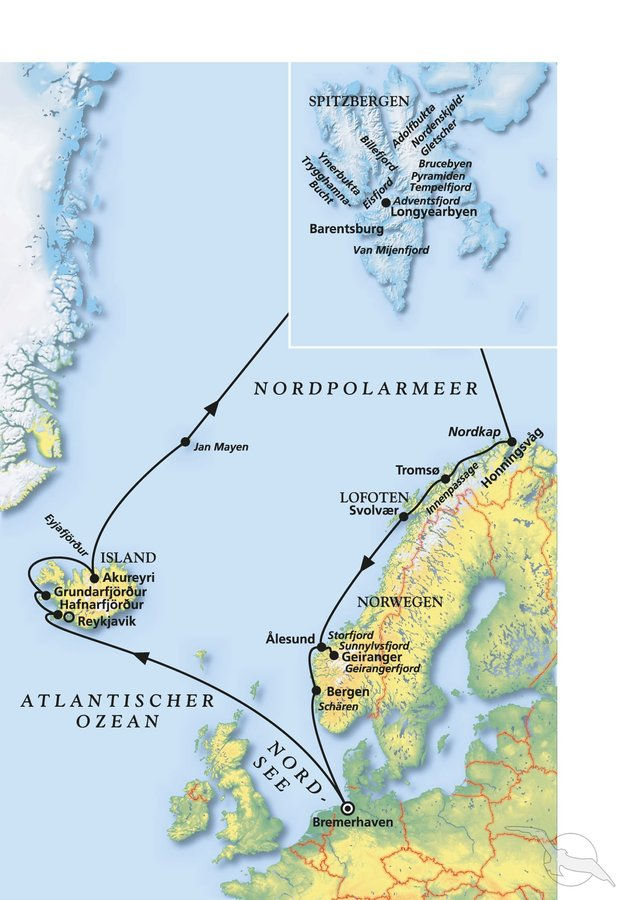 SPITZBERGEN
Adolfbukta
Nordenskjøld-
Gletscher
Billefjord
Ymerbukta
Trygghamna-
Bucht
Eisfjord
Brucebyen
Pyramiden
Tempelfjord
Adventsfjord
Longyearbyen
Barentsburg
Van Mijenfjord
NORDPOLARMEER
Nordkap
Honningsvåg
Jan Mayen
Tromsø
Innenpassage
LOFOTEN
Svolvær
Eyjafjörður
ISLAND
Akureyri
Grundarfjörður
Hafnarfjörður
Reykjavik
NORWEGEN
Ålesund
Storfjord
Sunnylvsfjord
Geiranger
Geirangerfjord
Bergen
Schären
ATLANTISCHER
OZEAN
NORD-
SEE
Bremerhaven